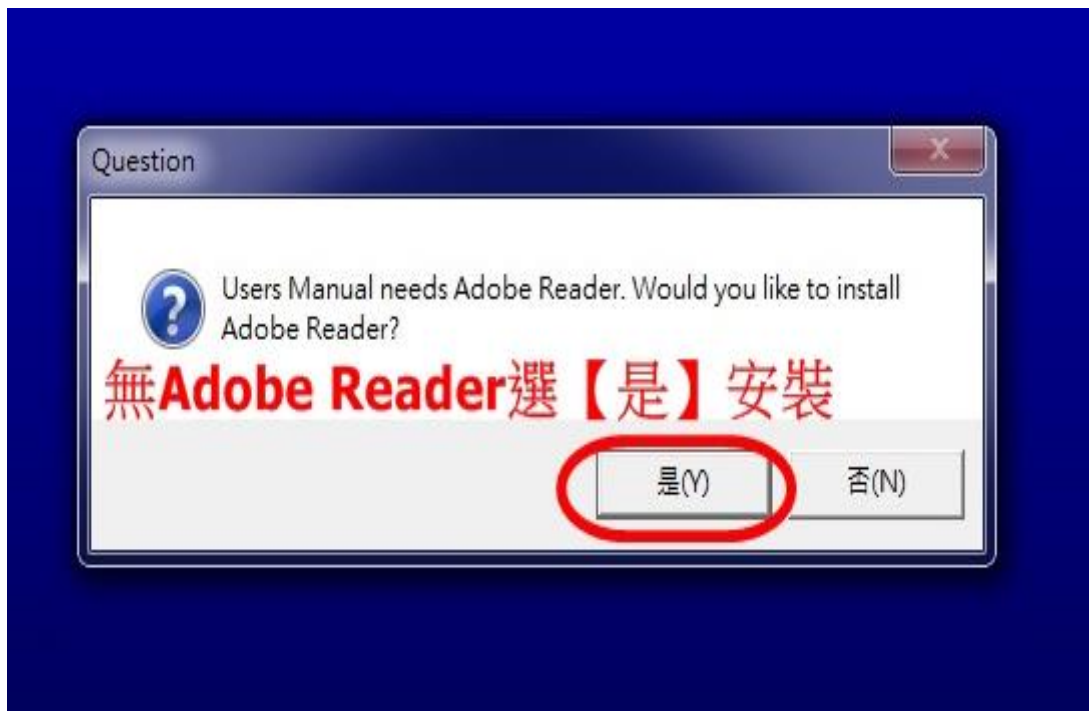 Question
Users Manual needs Adobe Reader. Would you like to install
Adobe Reader?
無Adobe Reader選【是】安裝
是(Y) 否(N)